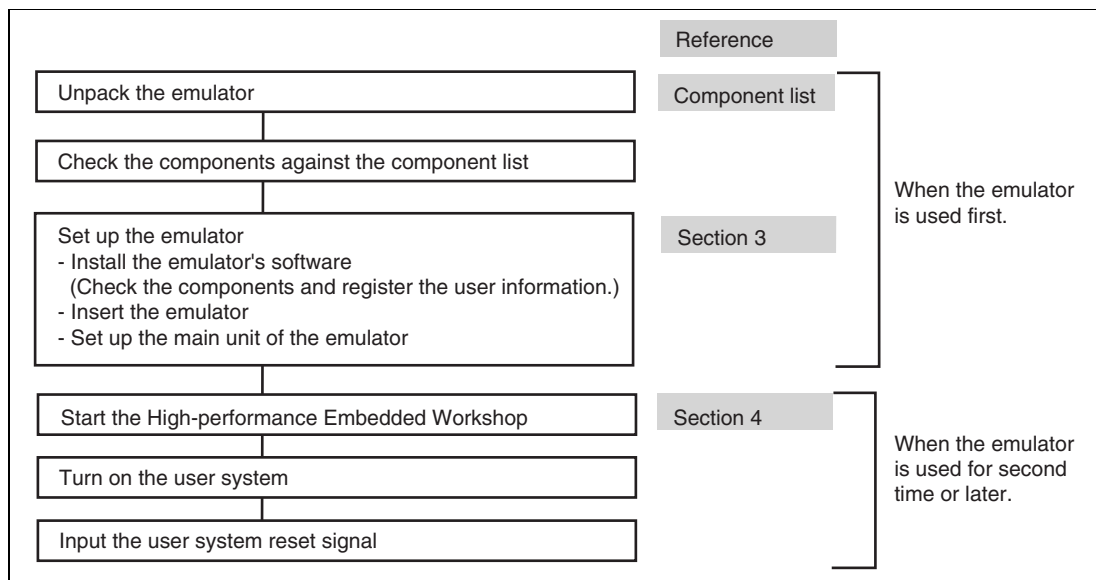 Reference
Unpack the emulator
Component list
Check the components against the component list
When the emulator
is used first.
Set up the emulator
- Install the emulator's software
(Check the components and register the user information.)
- Insert the emulator
- Set up the main unit of the emulator
Section 3
Start the High-performance Embedded Workshop
Section 4
Turn on the user system
When the emulator
is used for second
time or later.
Input the user system reset signal